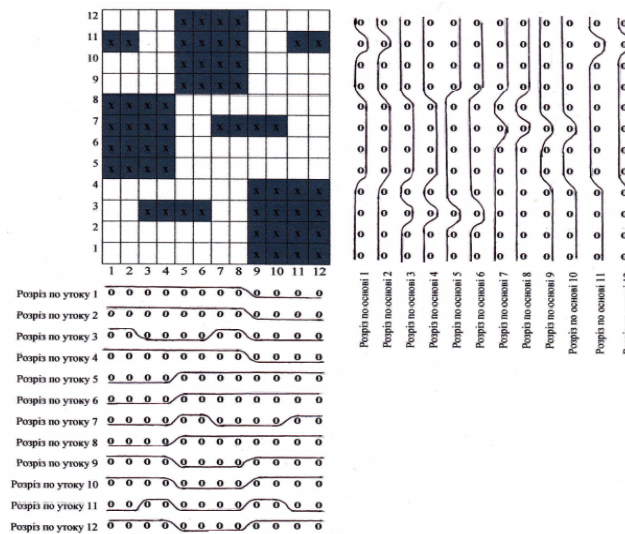 12 x x x x
11 x x x x x x x x
10 x x x x
9 x x x x
8 x x x x
7 x x x x x x x x
6 x x x x
5 x x x x
4 x x x x
3 x x x x x x x x
2 x x x x
1 x x x x
1 2 3 4 5 6 7 8 9 10 11 12
Розріз по утоку 1 o o o o o o o o o o o o
Розріз по утоку 2 o o o o o o o o o o o o
Розріз по утоку 3 o o o o o o o o o o o o
Розріз по утоку 4 o o o o o o o o o o o o
Розріз по утоку 5 o o o o o o o o o o o o
Розріз по утоку 6 o o o o o o o o o o o o
Розріз по утоку 7 o o o o o o o o o o o o
Розріз по утоку 8 o o o o o o o o o o o o
Розріз по утоку 9 o o o o o o o o o o o o
Розріз по утоку 10 o o o o o o o o o o o o
Розріз по утоку 11 o o o o o o o o o o o o
Розріз по утоку 12 o o o o o o o o o o o o
Розріз по основі 1 o o o o o o o o o o o o
Розріз по основі 2 o o o o o o o o o o o o
Розріз по основі 3 o o o o o o o o o o o o
Розріз по основі 4 o o o o o o o o o o o o
Розріз по основі 5 o o o o o o o o o o o o
Розріз по основі 6 o o o o o o o o o o o o
Розріз по основі 7 o o o o o o o o o o o o
Розріз по основі 8 o o o o o o o o o o o o
Розріз по основі 9 o o o o o o o o o o o o
Розріз по основі 10 o o o o o o o o o o o o
Розріз по основі 11 o o o o o o o o o o o o